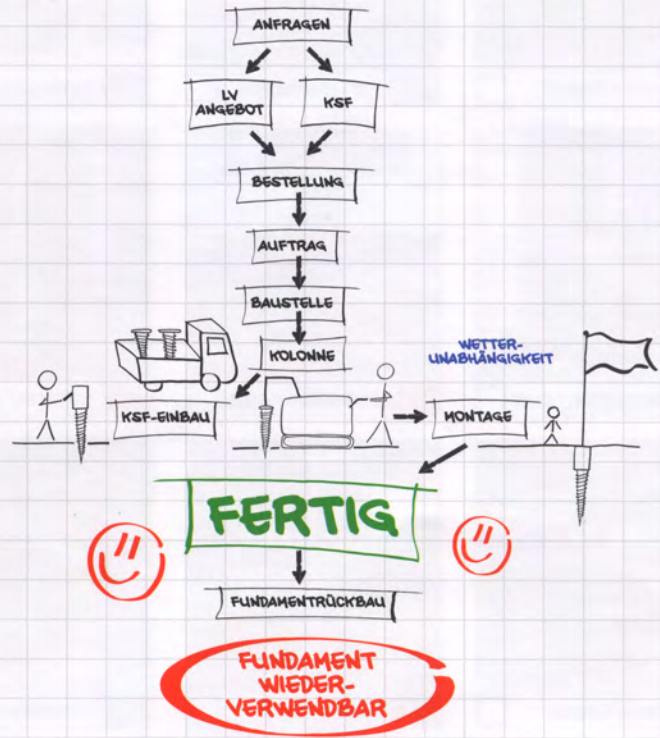 ANFRAGEN
LV
ANGEBOT
KSF
BESTELLUNG
AUFTRAG
BAUSTELLE
KOLONNE
WETTER-
UNABHÄNGIGKEIT
KSF-EINBAU
MONTAGE
FERTIG
FUNDAMENTRÜCKBAU
FUNDAMENT
WIEDER-
VERWENDBAR